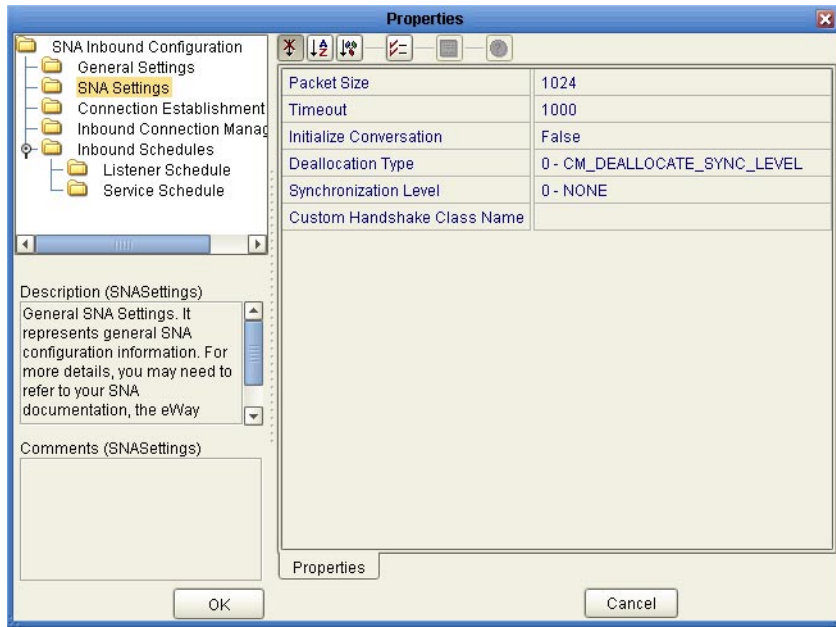 Properties
SNA Inbound Configuration
General Settings
SNA Settings
Connection Establishment
Inbound Connection Manag
Inbound Schedules
Listener Schedule
Service Schedule
Description (SNASettings)
General SNA Settings. It
represents general SNA
configuration information. For
more details, you may need to
refer to your SNA
documentation, the eWay
Comments (SNASettings)
OK
Packet Size 1024
Timeout 1000
Initialize Conversation False
Deallocation Type 0 - CM_DEALLOCATE_SYNC_LEVEL
Synchronization Level 0 - NONE
Custom Handshake Class Name
Properties
Cancel